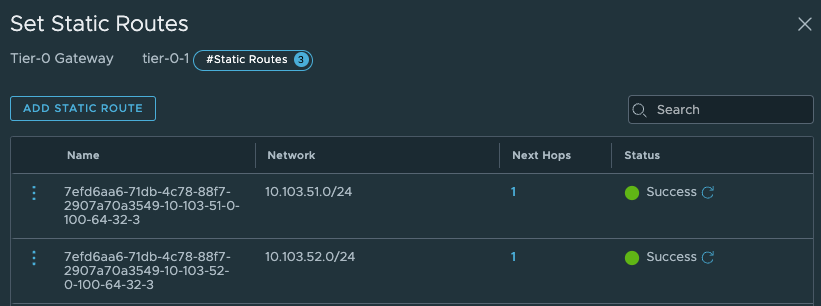 Set Static Routes
Tier-0 Gateway tier-0-1 #Static Routes 3
ADD STATIC ROUTE Search
Name Network Next Hops Status
7efd6aa6-71db-4c78-88f7- 10.103.51.0/24 1 Success
2907a70a3549-10-103-51-0-
100-64-32-3
7efd6aa6-71db-4c78-88f7- 10.103.52.0/24 1 Success
2907a70a3549-10-103-52-
0-100-64-32-3